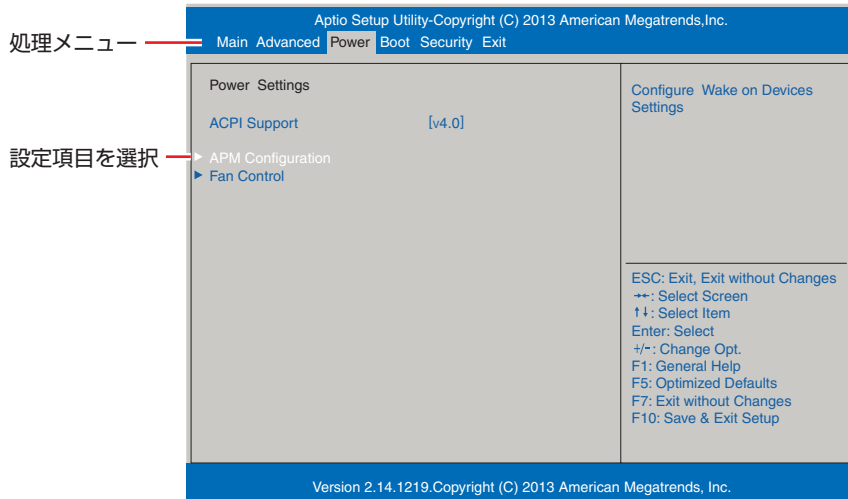 Aptio Setup Utility-Copyright (C) 2013 American Megatrends,Inc.
処理メニュー
Main Advanced Power Boot Security Exit
Power Settings
ACPI Support [v4.0]
設定項目を選択
▶ APM Configuration
▶ Fan Control
Configure Wake on Devices
Settings
ESC: Exit, Exit without Changes
→←: Select Screen
↑↓: Select Item
Enter: Select
+/-: Change Opt.
F1: General Help
F5: Optimized Defaults
F7: Exit without Changes
F10: Save & Exit Setup
Version 2.14.1219.Copyright (C) 2013 American Megatrends, Inc.